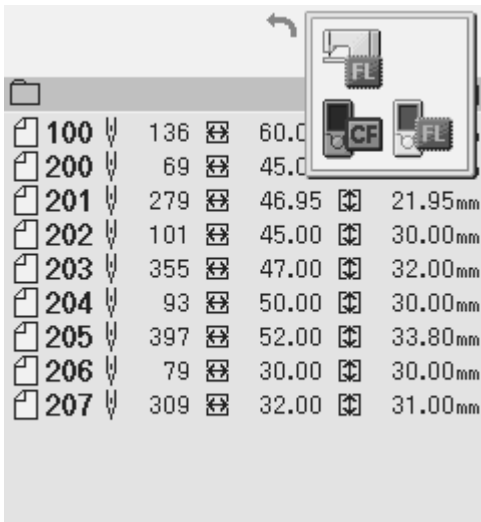 FL
CF FL
100 136 60.0
200 69 45.0
201 279 46.95 21.95mm
202 101 45.00 30.00mm
203 355 47.00 32.00mm
204 93 50.00 30.00mm
205 397 52.00 33.80mm
206 79 30.00 30.00mm
207 309 32.00 31.00mm